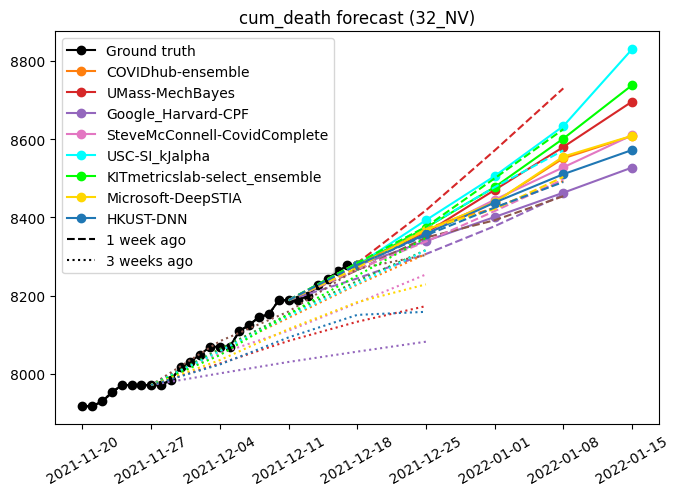 cum_death forecast (32_NV)
8800
8600
8400
8200
8000
Ground truth
COVIDhub-ensemble
UMass-MechBayes
Google_Harvard-CPF
SteveMcConnell-CovidComplete
USC-SI_kJalpha
KITmetricslab-select_ensemble
Microsoft-DeepSTIA
HKUST-DNN
1 week ago
3 weeks ago
2021-11-20
2021-11-27
2021-12-04
2021-12-11
2021-12-18
2021-12-25
2022-01-01
2022-01-08
2022-01-15